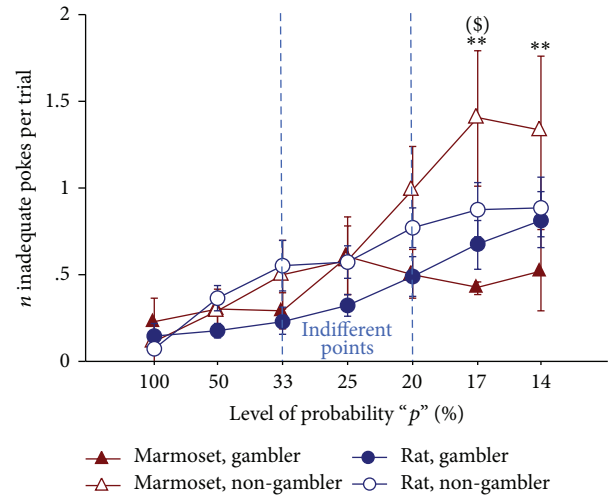 2
($)
** **
1.5
n inadequate pokes per trial
1
.5
Indifferent
points
0
100 50 33 25 20 17 14
Level of probability “p” (%)
Marmoset, gambler Rat, gambler
Marmoset, non-gambler Rat, non-gambler